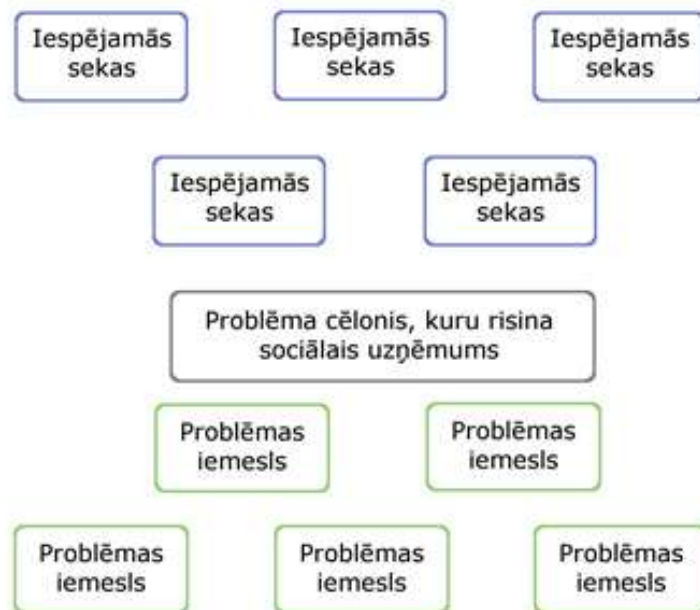 Iespējamās
sekas
Iespējamās
sekas
Iespējamās
sekas
Iespējamās
sekas
Iespējamās
sekas
Problēma cēlonis, kuru risina
sociālais uzņēmums
Problēmas
iemesls
Problēmas
iemesls
Problēmas
iemesls
Problēmas
iemesls
Problēmas
iemesls